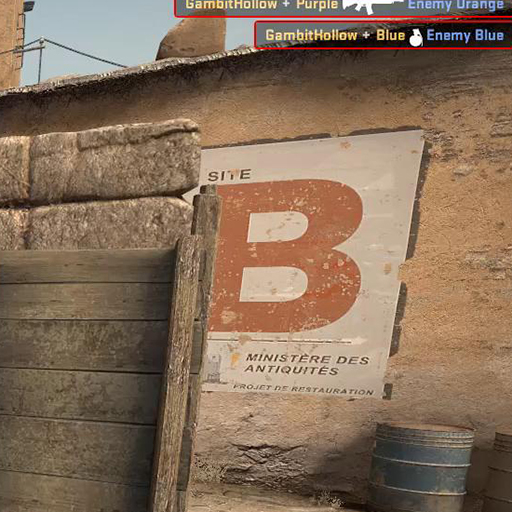 GambitHollow + Purple Enemy Orange
GambitHollow + Blue Enemy Blue
SITE
B
MINISTÈRE DES
ANTIQUITÉS
PROJET DE RESTAURATION